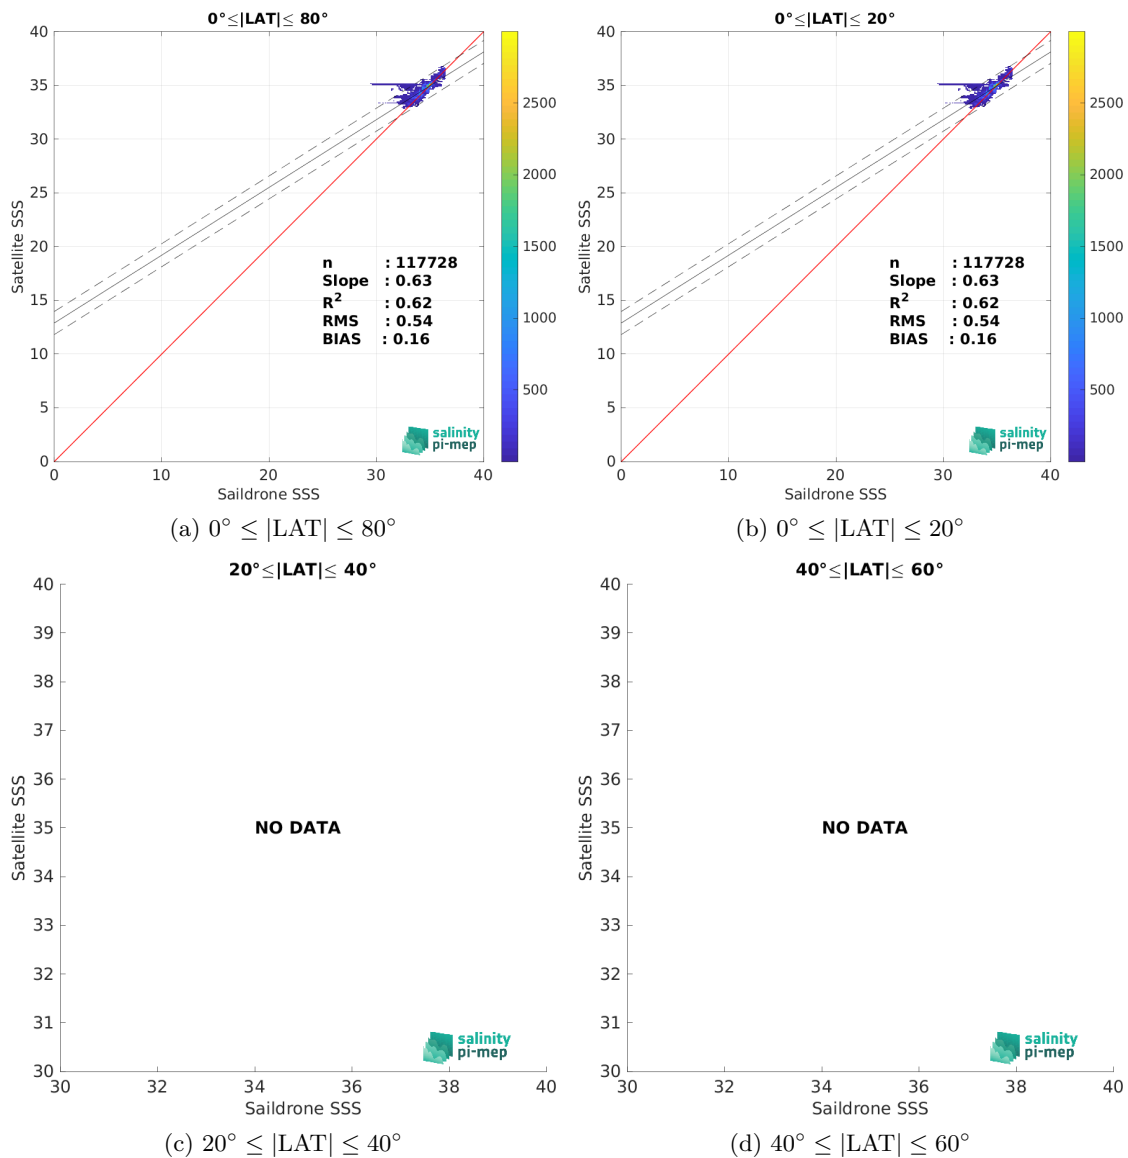 0°≤|LAT|≤ 80°
40
35
30
25
20
15
10
5
0
Satellite SSS
n : 117728
Slope : 0.63
R² : 0.62
RMS : 0.54
BIAS : 0.16
salinity
pi-mep
0 10 20 30 40
Saildrone SSS
2500
2000
1500
1000
500
(a) 0° ≤ |LAT| ≤ 80°
0°≤|LAT|≤ 20°
40
35
30
25
20
15
10
5
0
Satellite SSS
n : 117728
Slope : 0.63
R² : 0.62
RMS : 0.54
BIAS : 0.16
salinity
pi-mep
0 10 20 30 40
Saildrone SSS
2500
2000
1500
1000
500
(b) 0° ≤ |LAT| ≤ 20°
20°≤|LAT|≤ 40°
40
39
38
37
36
35
34
33
32
31
30
Satellite SSS
NO DATA
salinity
pi-mep
30 32 34 36 38 40
Saildrone SSS
(c) 20° ≤ |LAT| ≤ 40°
40°≤|LAT|≤ 60°
40
39
38
37
36
35
34
33
32
31
30
Satellite SSS
NO DATA
salinity
pi-mep
30 32 34 36 38 40
Saildrone SSS
(d) 40° ≤ |LAT| ≤ 60°